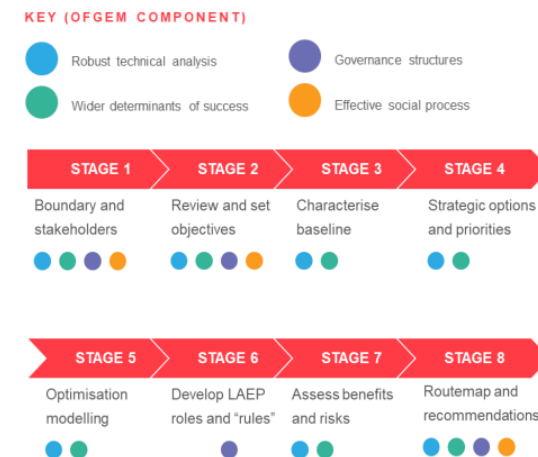 KEY (OFGEM COMPONENT)
Robust technical analysis
Governance structures
Wider determinants of success
Effective social process
STAGE 1
STAGE 2
STAGE 3
STAGE 4
Boundary and
stakeholders
Review and set
objectives
Characterise
baseline
Strategic options
and priorities
STAGE 5
STAGE 6
STAGE 7
STAGE 8
Optimisation
modelling
Develop LAEP
roles and “rules”
Assess benefits
and risks
Routemap and
recommendations